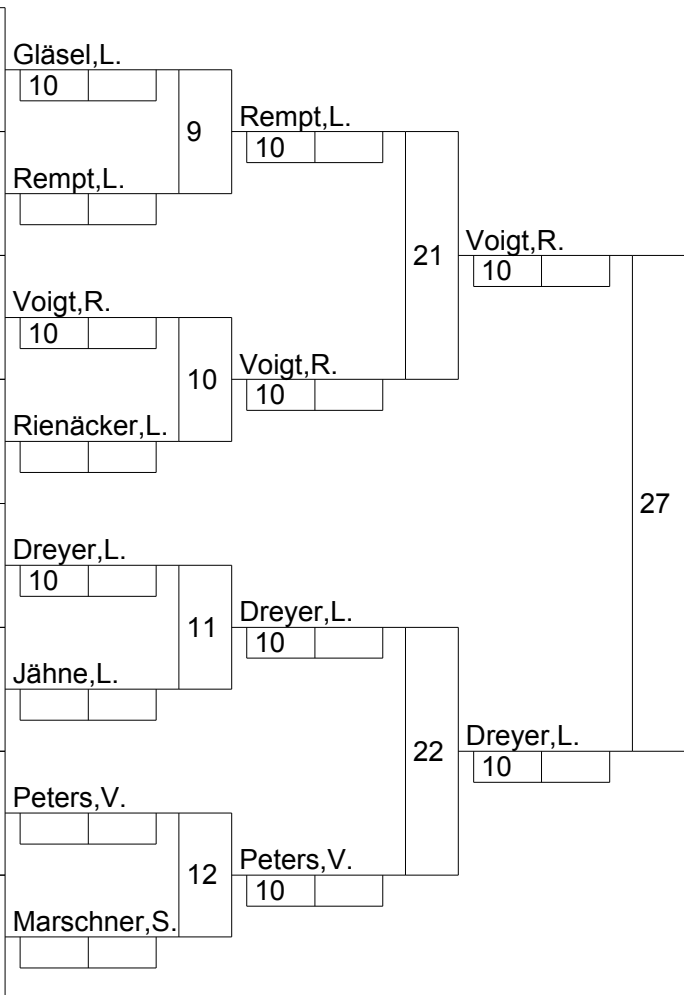 Gläsel,L.
10
9
Rempt,L.
Rempt,L.
10
21
Voigt,R.
10
Voigt,R.
10
10
Voigt,R.
10
Rienäcker,L.
27
Dreyer,L.
10
11
Dreyer,L.
10
Jähne,L.
22
Dreyer,L.
10
Peters,V.
12
Peters,V.
10
Marschner,S.